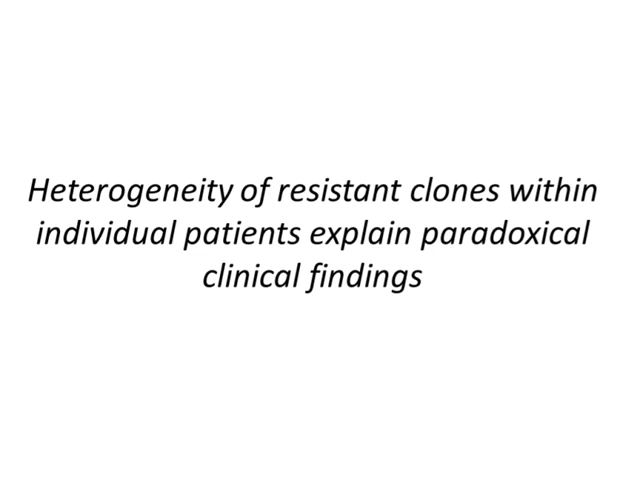 Heterogeneity of resistant clones within
individual patients explain paradoxical
clinical findings